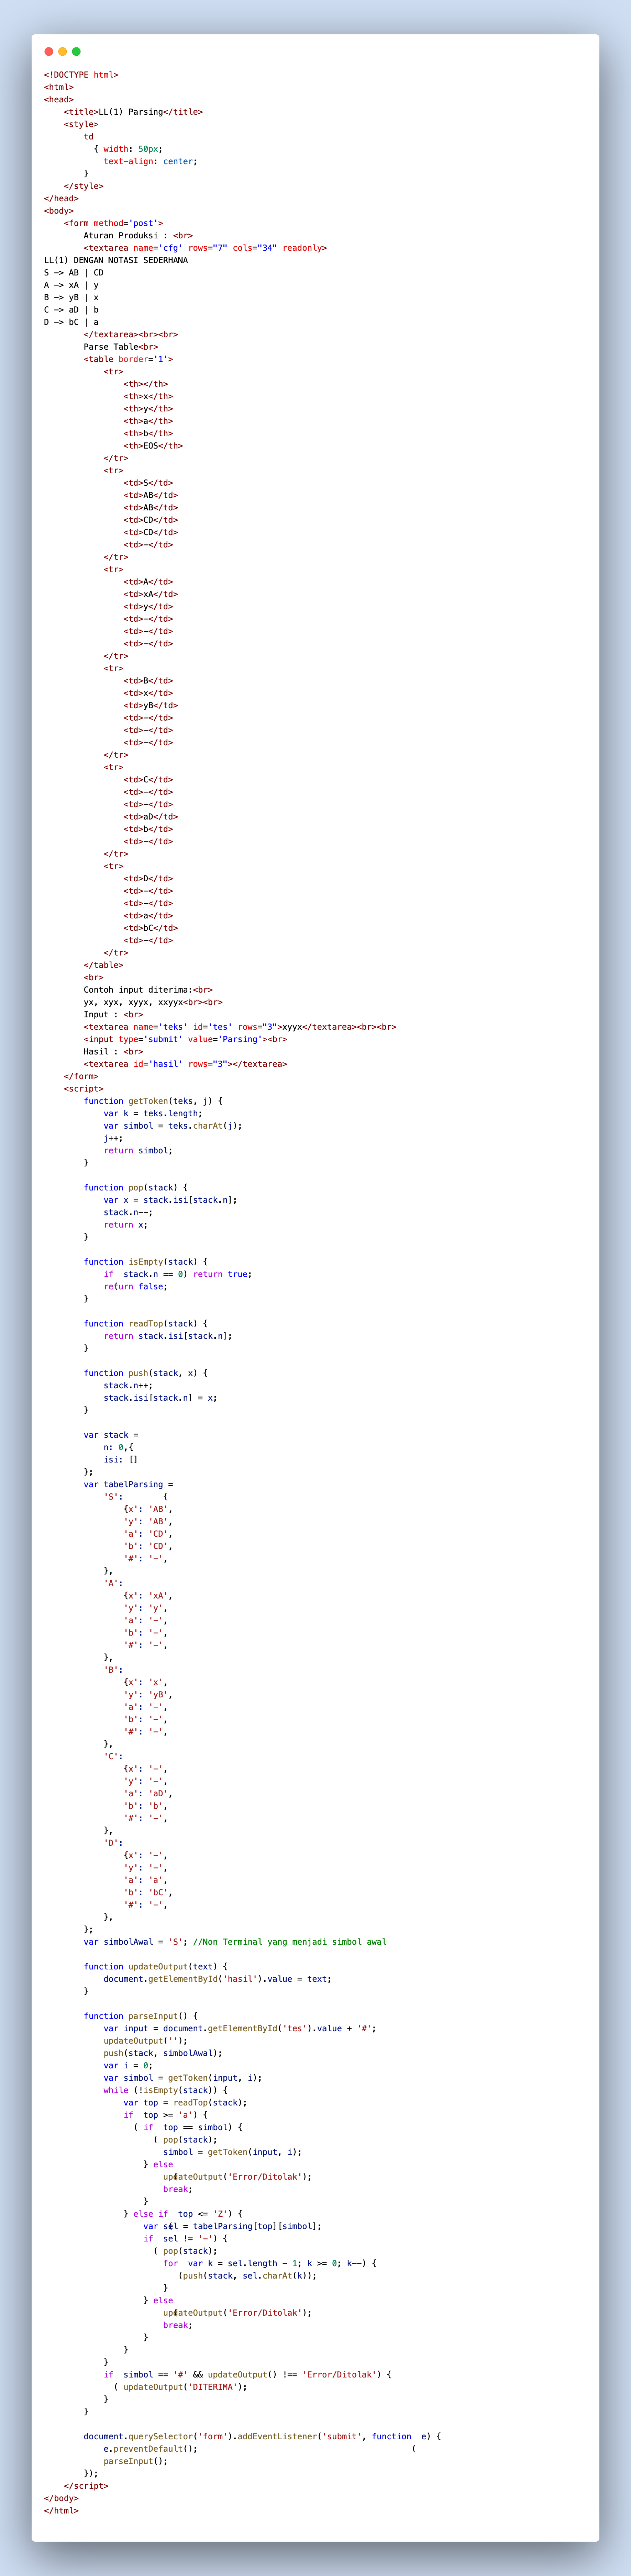 <!DOCTYPE html>
<html>
<head>
    <title>LL(1) Parsing</title>
    <style>
        td
          { width: 50px;
            text-align: center;
        }
    </style>
</head>
<body>
    <form method='post'>
        Aturan Produksi : <br>
        <textarea name='cfg' rows="7" cols="34" readonly>
LL(1) DENGAN NOTASI SEDERHANA
S -> AB | CD
A -> xA | y
B -> yB | x
C -> aD | b
D -> bC | a
        </textarea><br><br>
        Parse Table<br>
        <table border='1'>
            <tr>
                <th></th>
                <th>x</th>
                <th>y</th>
                <th>a</th>
                <th>b</th>
                <th>EOS</th>
            </tr>
            <tr>
                <td>S</td>
                <td>AB</td>
                <td>AB</td>
                <td>CD</td>
                <td>CD</td>
                <td>-</td>
            </tr>
            <tr>
                <td>A</td>
                <td>xA</td>
                <td>y</td>
                <td>-</td>
                <td>-</td>
                <td>-</td>
            </tr>
            <tr>
                <td>B</td>
                <td>x</td>
                <td>yB</td>
                <td>-</td>
                <td>-</td>
                <td>-</td>
            </tr>
            <tr>
                <td>C</td>
                <td>-</td>
                <td>-</td>
                <td>aD</td>
                <td>b</td>
                <td>-</td>
            </tr>
            <tr>
                <td>D</td>
                <td>-</td>
                <td>-</td>
                <td>a</td>
                <td>bC</td>
                <td>-</td>
            </tr>
        </table>
        <br>
        Contoh input diterima:<br>
        yx, xyx, xyyx, xxyyx<br><br>
        Input : <br>
        <textarea name='teks' id='tes' rows="3">xyyx</textarea><br><br>
        <input type='submit' value='Parsing'><br>
        Hasil : <br>
        <textarea id='hasil' rows="3"></textarea>
    </form>
    <script>
        function getToken(teks, j) {
            var k = teks.length;
            var simbol = teks.charAt(j);
            j++;
            return simbol;
        }

        function pop(stack) {
            var x = stack.isi[stack.n];
            stack.n--;
            return x;
        }

        function isEmpty(stack) {
            if  stack.n == 0) return true;
            return false;
        }

        function readTop(stack) {
            return stack.isi[stack.n];
        }

        function push(stack, x) {
            stack.n++;
            stack.isi[stack.n] = x;
        }

        var stack =
            n: 0,{
            isi: []
        };
        var tabelParsing =
            'S':        {
                {x': 'AB',
                'y': 'AB',
                'a': 'CD',
                'b': 'CD',
                '#': '-',
            },
            'A':
                {x': 'xA',
                'y': 'y',
                'a': '-',
                'b': '-',
                '#': '-',
            },
            'B':
                {x': 'x',
                'y': 'yB',
                'a': '-',
                'b': '-',
                '#': '-',
            },
            'C':
                {x': '-',
                'y': '-',
                'a': 'aD',
                'b': 'b',
                '#': '-',
            },
            'D':
                {x': '-',
                'y': '-',
                'a': 'a',
                'b': 'bC',
                '#': '-',
            },
        };
        var simbolAwal = 'S'; //Non Terminal yang menjadi simbol awal

        function updateOutput(text) {
            document.getElementById('hasil').value = text;
        }

        function parseInput() {
            var input = document.getElementById('tes').value + '#';
            updateOutput('');
            push(stack, simbolAwal);
            var i = 0;
            var simbol = getToken(input, i);
            while (!isEmpty(stack)) {
                var top = readTop(stack);
                if  top >= 'a') {
                  ( if  top == simbol) {
                      ( pop(stack);
                        simbol = getToken(input, i);
                    } else
                        updateOutput('Error/Ditolak');
                        break;
                    }
                } else if  top <= 'Z') {
                    var sel = tabelParsing[top][simbol];
                    if  sel != '-') {
                      ( pop(stack);
                        for  var k = sel.length - 1; k >= 0; k--) {
                           (push(stack, sel.charAt(k));
                        }
                    } else
                        updateOutput('Error/Ditolak');
                        break;
                    }
                }
            }
            if  simbol == '#' && updateOutput() !== 'Error/Ditolak') {
              ( updateOutput('DITERIMA');
            }
        }

        document.querySelector('form').addEventListener('submit', function  e) {
            e.preventDefault();                                           (
            parseInput();
        });
    </script>
</body>
</html>